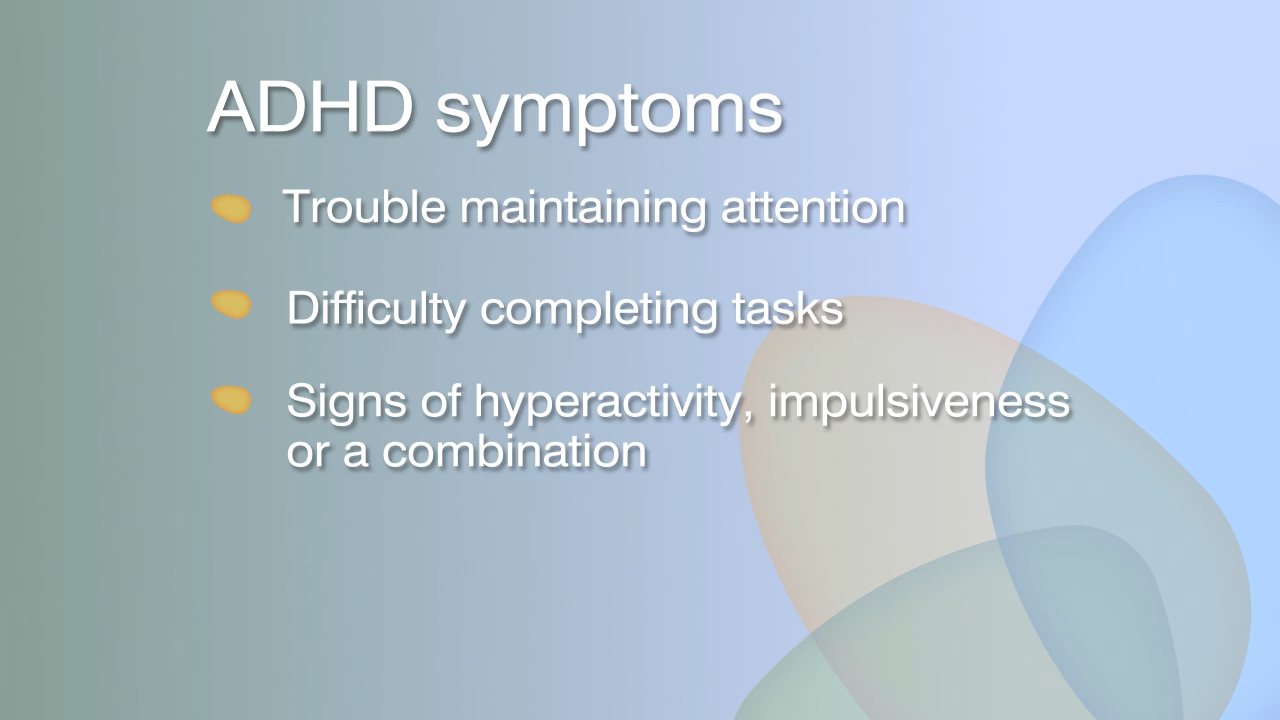 ADHD symptoms
Trouble maintaining attention
Difficulty completing tasks
Signs of hyperactivity, impulsiveness
or a combination